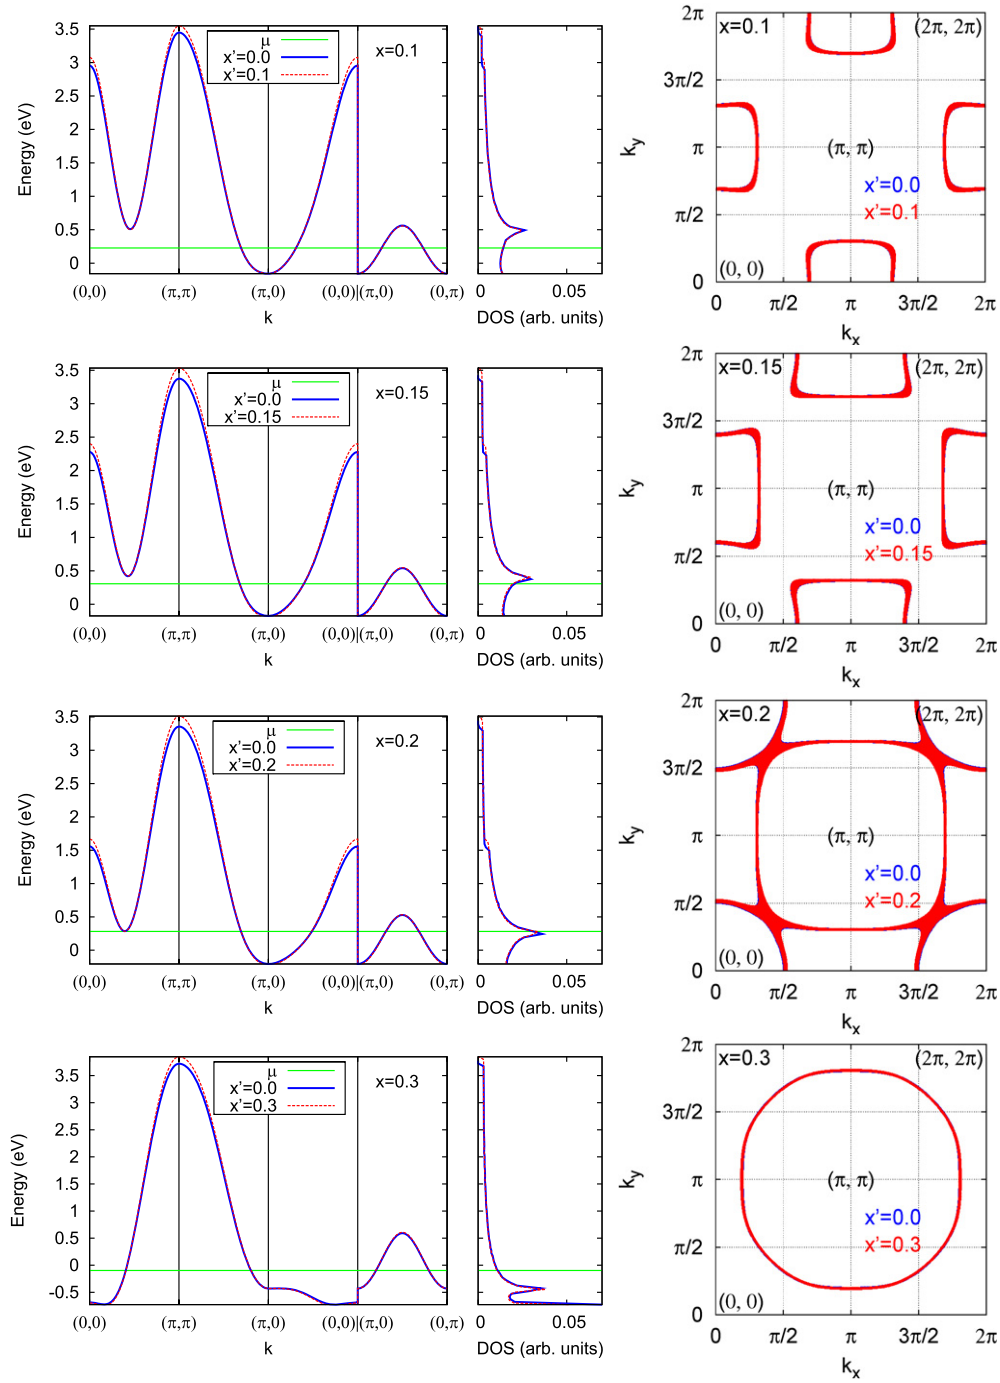 3.5
3
2.5
2
1.5
1
0.5
0
Energy (eV)
μ
x'=0.0
x'=0.1
x=0.1
(0,0) (π,π) (π,0) (0,0)|(π,0) (0,π)
k
0 0.05
DOS (arb. units)
2π
3π/2
π
π/2
0
k_y
x=0.1 (2π, 2π)
(π, π)
x'=0.0
x'=0.1
(0, 0)
0 π/2 π 3π/2 2π
k_x
3.5
3
2.5
2
1.5
1
0.5
0
Energy (eV)
μ
x'=0.0
x'=0.15
x=0.15
(0,0) (π,π) (π,0) (0,0)|(π,0) (0,π)
k
0 0.05
DOS (arb. units)
2π
3π/2
π
π/2
0
k_y
x=0.15 (2π, 2π)
(π, π)
x'=0.0
x'=0.15
(0, 0)
0 π/2 π 3π/2 2π
k_x
3.5
3
2.5
2
1.5
1
0.5
0
Energy (eV)
μ
x'=0.0
x'=0.2
x=0.2
(0,0) (π,π) (π,0) (0,0)|(π,0) (0,π)
k
0 0.05
DOS (arb. units)
2π
3π/2
π
π/2
0
k_y
x=0.2 (2π, 2π)
(π, π)
x'=0.0
x'=0.2
(0, 0)
0 π/2 π 3π/2 2π
k_x
3.5
3
2.5
2
1.5
1
0.5
0
-0.5
Energy (eV)
μ
x'=0.0
x'=0.3
x=0.3
(0,0) (π,π) (π,0) (0,0)|(π,0) (0,π)
k
0 0.05
DOS (arb. units)
2π
3π/2
π
π/2
0
k_y
x=0.3 (2π, 2π)
(π, π)
x'=0.0
x'=0.3
(0, 0)
0 π/2 π 3π/2 2π
k_x